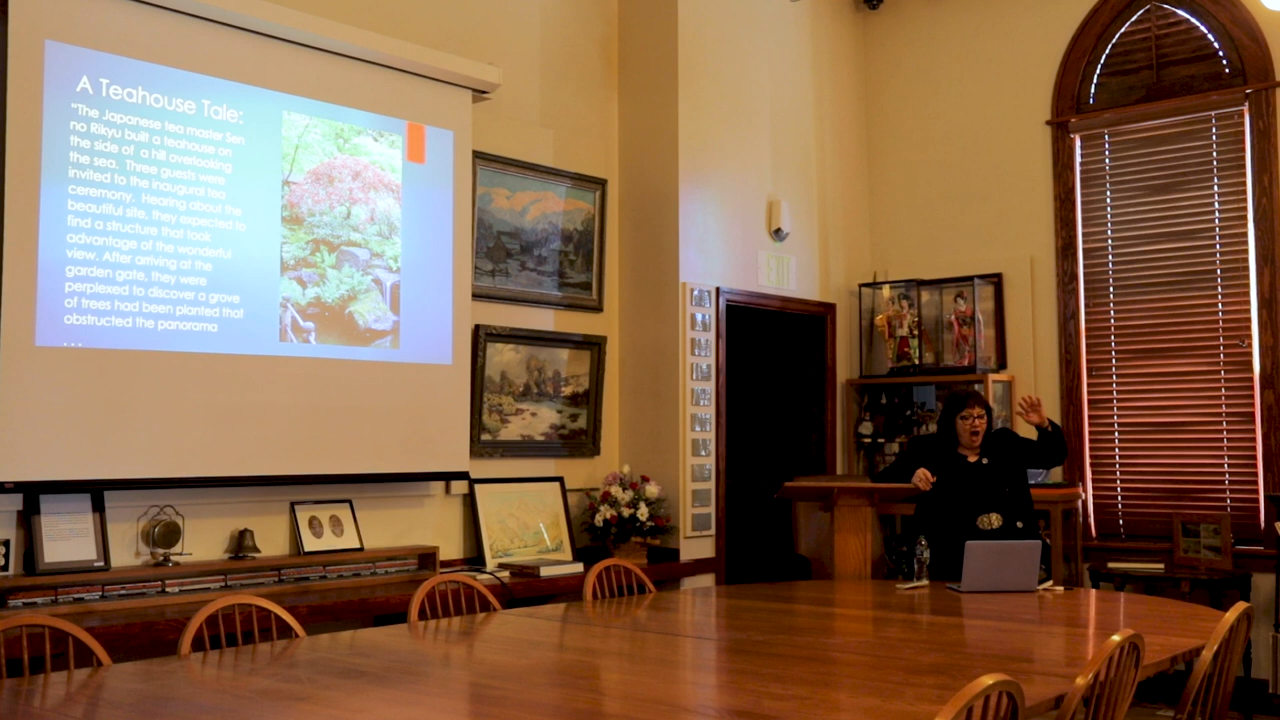 A Teahouse Tale:
"The Japanese tea master Sen
no Rikyu built a teahouse on
the side of a hill overlooking
the sea. Three guests were
invited to the inaugural tea
ceremony. Hearing about the
beautiful site, they expected to
find a structure that took
advantage of the wonderful
view. After arriving at the
garden gate, they were
perplexed to discover a grove
of trees had been planted that
obstructed the panorama
...
EXIT